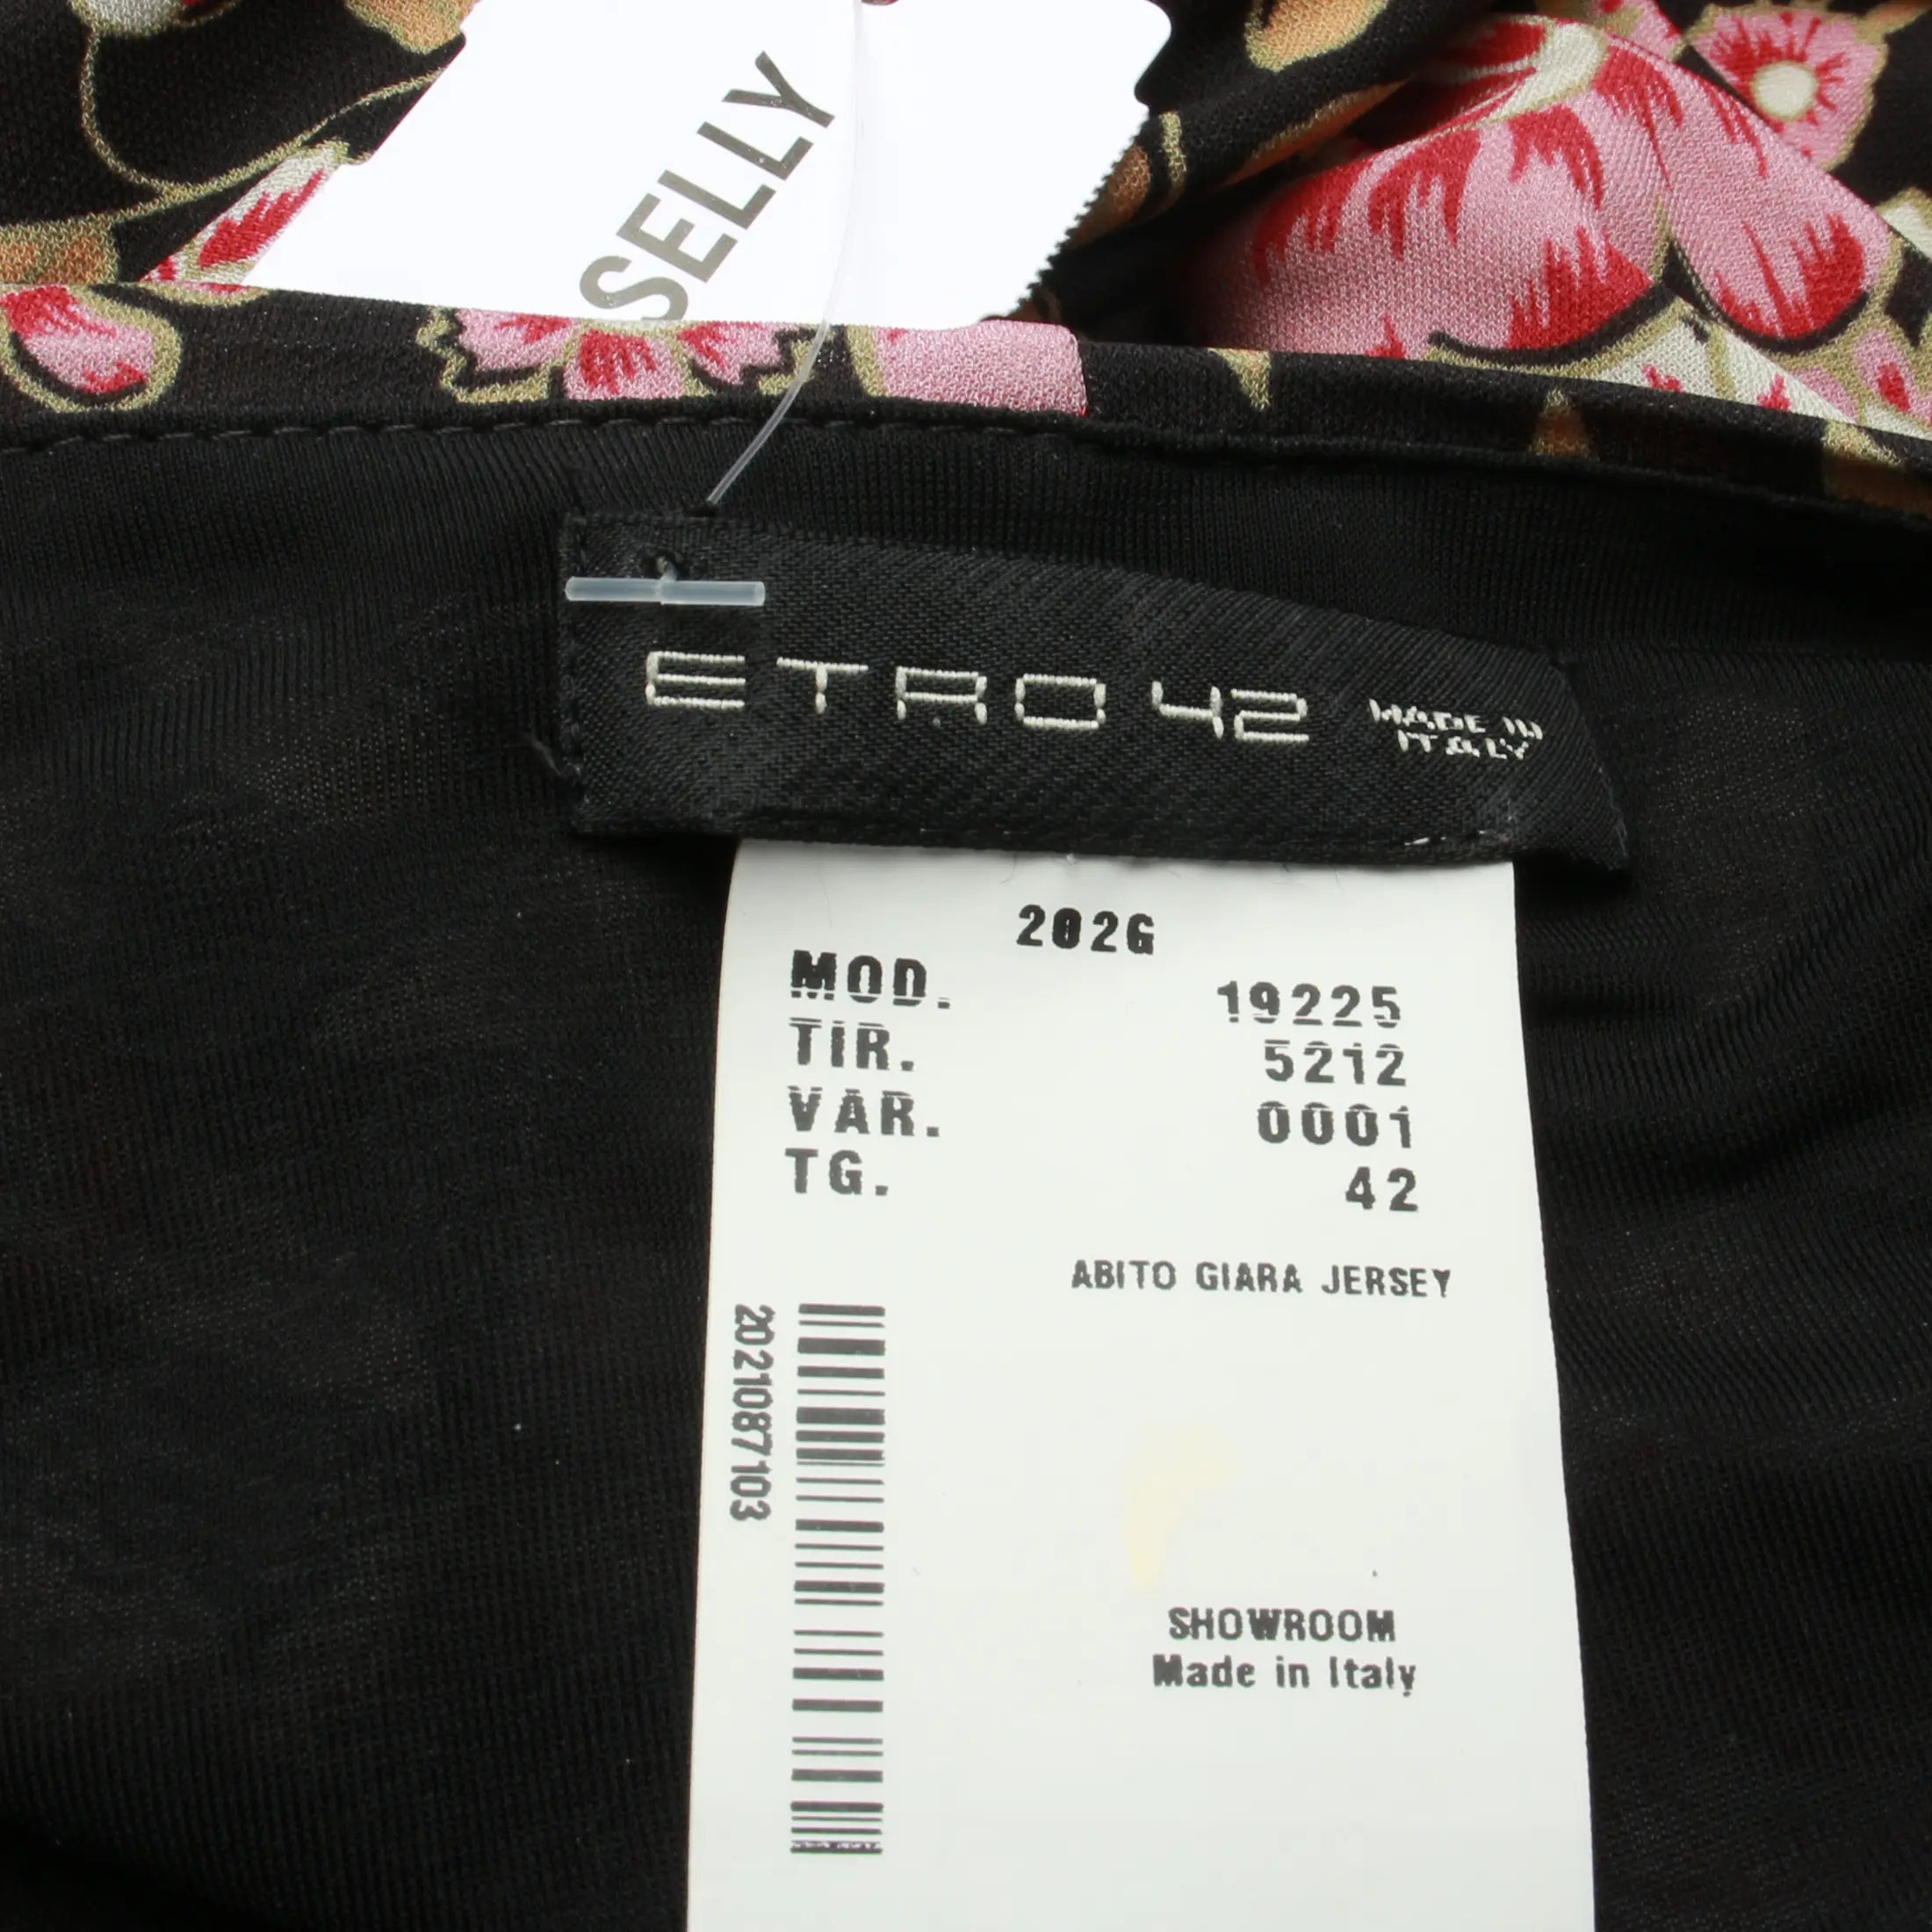 SELLY
ETRO 42 MADE IN
ITALY
202G
MOD. 19225
TIR. 5212
VAR. 0001
TG. 42
ABITO GIARA JERSEY
2021087103
SHOWROOM
Made in Italy